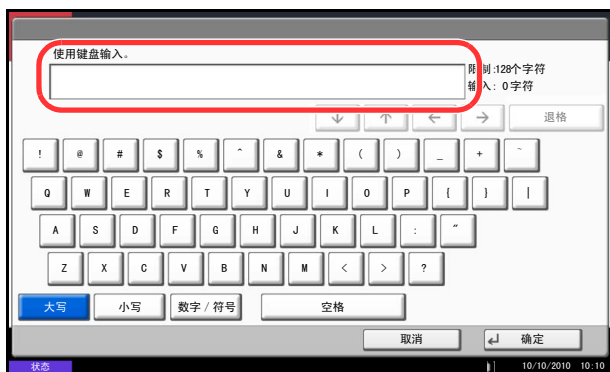 使用键盘输入。
限制:128个字符
输入: 0字符
↓ ↑ ← → 退格
! @ # $ % ^ & * ( ) _ + ~
Q W E R T Y U I O P { } |
A S D F G H J K L : "
Z X C V B N M < > ?
大写 小写 数字 / 符号 空格
取消 ↵ 确定
状态 10/10/2010 10:10